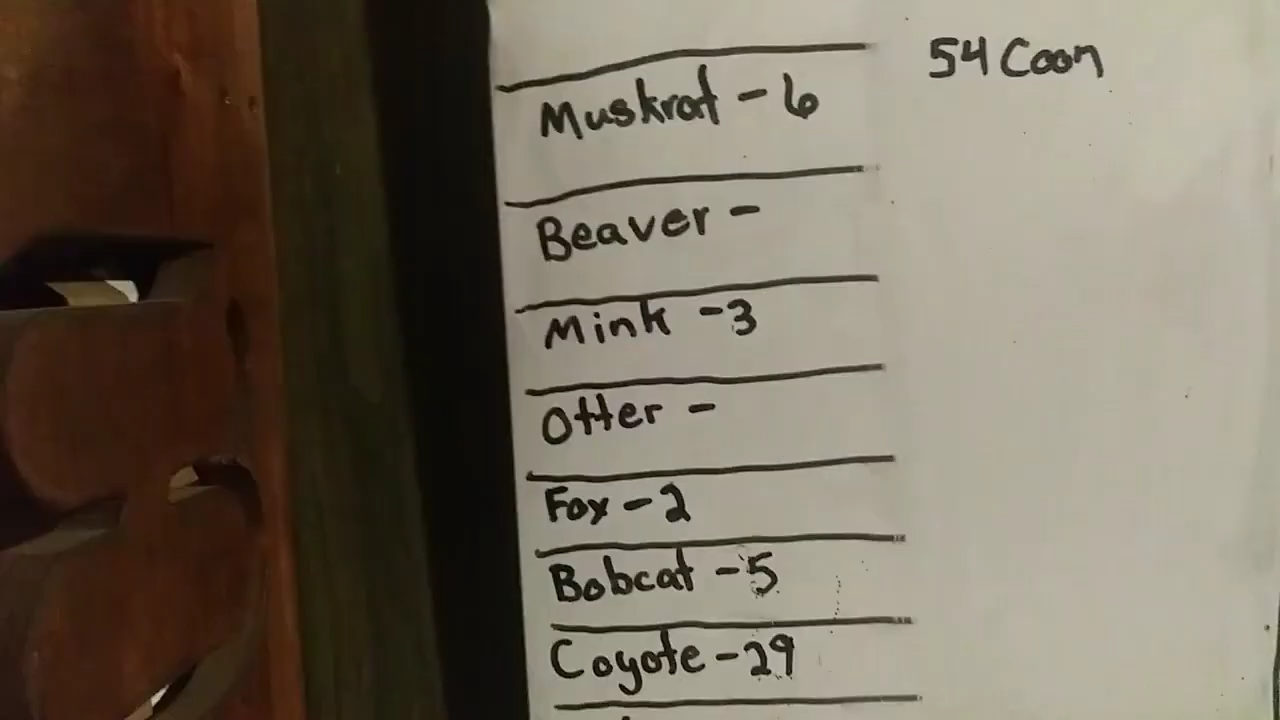 54 Coon
Muskrat - 6
Beaver -
Mink - 3
Otter -
Fox - 2
Bobcat - 5
Coyote - 29